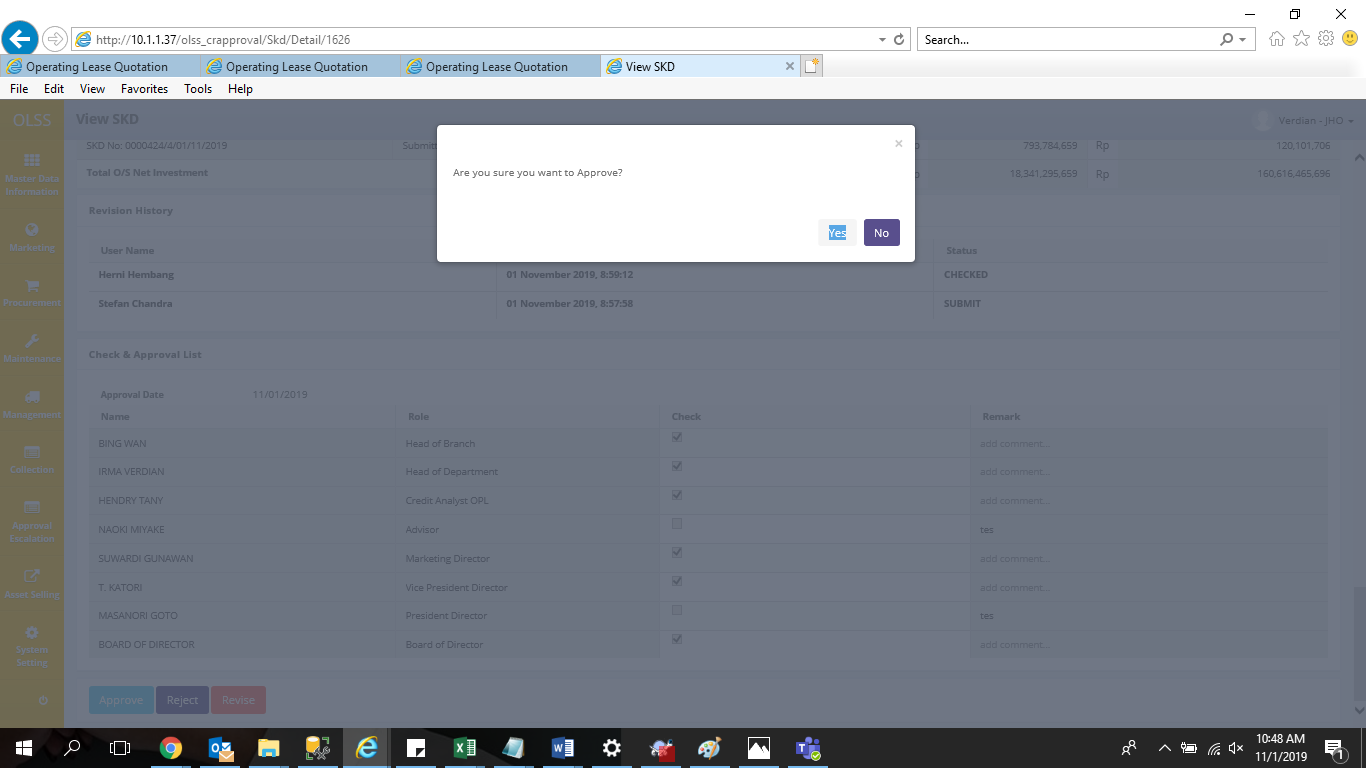 http://10.1.1.37/olss_crapproval/Skd/Detail/1626
Search...
Operating Lease Quotation
Operating Lease Quotation
Operating Lease Quotation
View SKD
File Edit View Favorites Tools Help
OLSS
View SKD
Verdian - JHO
SKD No: 0000424/4/01/11/2019 793,784,659 Rp 120,101,706
Total O/S Net Investment 18,341,295,659 Rp 160,616,465,696
Are you sure you want to Approve?
Yes No
Master Data
Information
Marketing
Procurement
Maintenance
Management
Collection
Approval
Escalation
Asset Selling
System
Setting
Revision History
User Name Status
Herni Hembang 01 November 2019, 8:59:12 CHECKED
Stefan Chandra 01 November 2019, 8:57:58 SUBMIT
Check & Approval List
Approval Date 11/01/2019
Name Role Check Remark
BING WAN Head of Branch add comment...
IRMA VERDIAN Head of Department add comment...
HENDRY TANY Credit Analyst OPL add comment...
NAOKI MIYAKE Advisor tes
SUWARDI GUNAWAN Marketing Director add comment...
T. KATORI Vice President Director add comment...
MASANORI GOTO President Director tes
BOARD OF DIRECTOR Board of Director add comment...
Approve Reject Revise
10:48 AM
11/1/2019
1